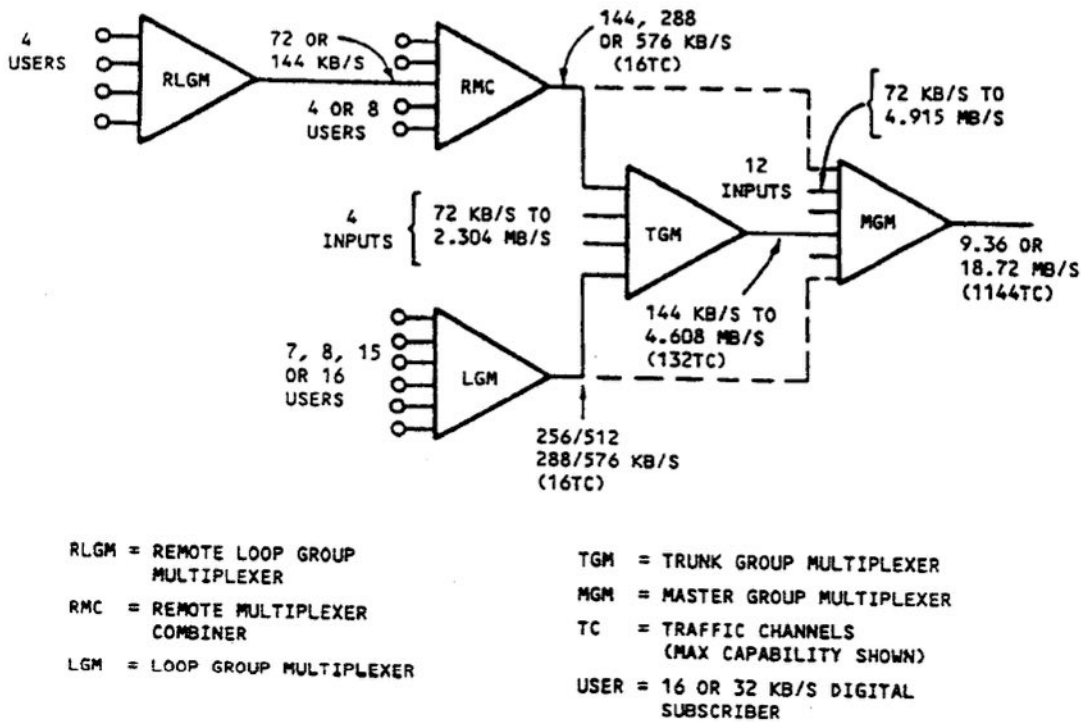 4
USERS
RLGM
72 OR
144 KB/S
RMC
4 OR 8
USERS
144, 288
OR 576 KB/S
(16TC)
72 KB/S TO
4.915 MB/S
12
INPUTS
4
INPUTS
72 KB/S TO
2.304 MB/S
TGM
MGM
9.36 OR
18.72 MB/S
(1144TC)
144 KB/S TO
4.608 MB/S
(132TC)
7, 8, 15
OR 16
USERS
LGM
256/512
288/576 KB/S
(16TC)
RLGM = REMOTE LOOP GROUP
MULTIPLEXER
RMC = REMOTE MULTIPLEXER
COMBINER
LGM = LOOP GROUP MULTIPLEXER
TGM = TRUNK GROUP MULTIPLEXER
MGM = MASTER GROUP MULTIPLEXER
TC = TRAFFIC CHANNELS
(MAX CAPABILITY SHOWN)
USER = 16 OR 32 KB/S DIGITAL
SUBSCRIBER